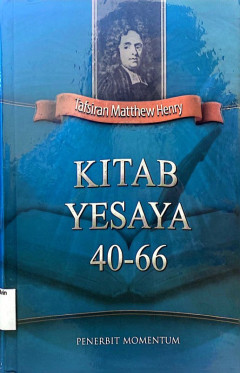 Tafsiran Matthew Henry
KITAB
YESAYA
40-66
PENERBIT MOMENTUM